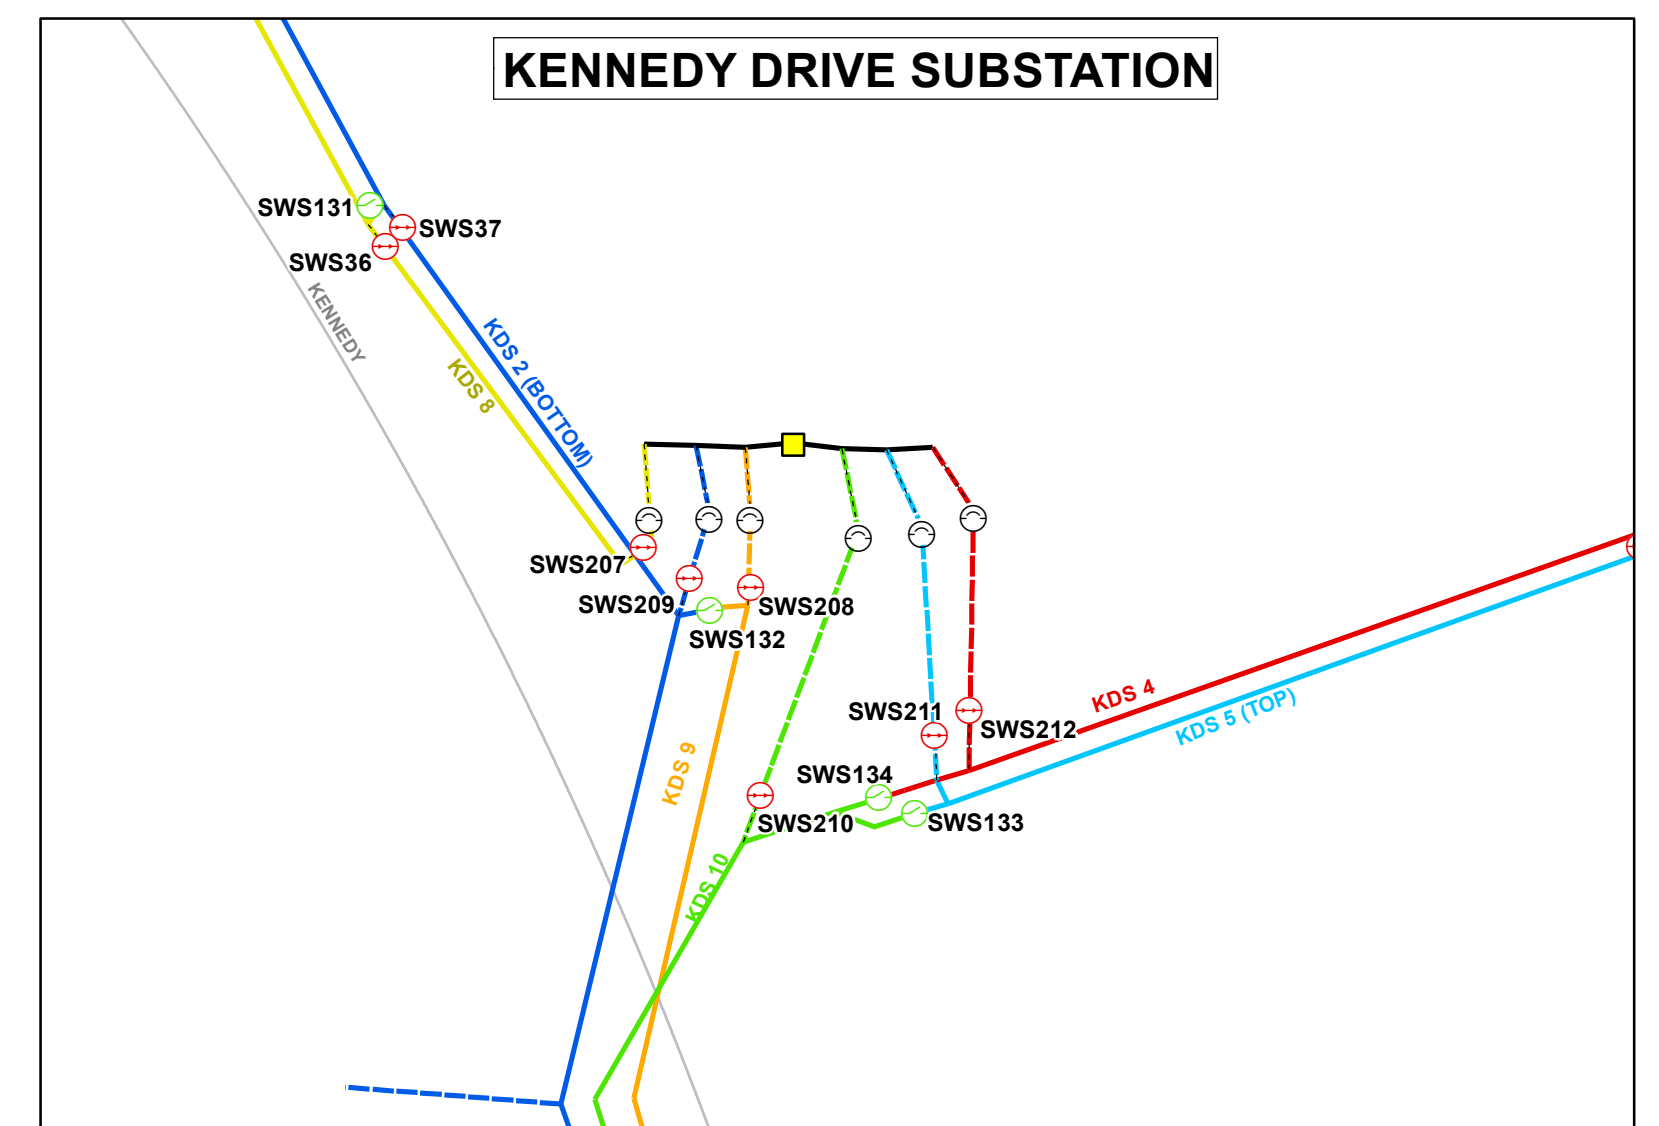 KENNEDY DRIVE SUBSTATION
SWS131
SWS37
SWS36
KENNEDY
KDS 2 (BOTTOM)
KDS 8
SWS207
SWS209
SWS208
SWS132
KDS 4
KDS 5 (TOP)
SWS211
SWS212
KDS 9
SWS134
SWS210
SWS133
KDS 10